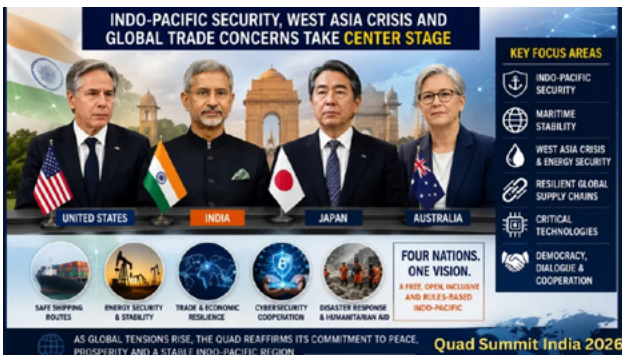 INDO-PACIFIC SECURITY, WEST ASIA CRISIS AND
GLOBAL TRADE CONCERNS TAKE CENTER STAGE
UNITED STATES
INDIA
JAPAN
AUSTRALIA
KEY FOCUS AREAS
INDO-PACIFIC
SECURITY
MARITIME
STABILITY
WEST ASIA CRISIS
& ENERGY SECURITY
RESILIENT GLOBAL
SUPPLY CHAINS
CRITICAL
TECHNOLOGIES
DEMOCRACY,
DIALOGUE &
COOPERATION
SAFE SHIPPING
ROUTES
ENERGY SECURITY
& STABILITY
TRADE & ECONOMIC
RESILIENCE
CYBERSECURITY
COOPERATION
DISASTER RESPONSE
& HUMANITARIAN AID
FOUR NATIONS.
ONE VISION.
A FREE, OPEN, INCLUSIVE
AND RULES-BASED
INDO-PACIFIC
AS GLOBAL TENSIONS RISE, THE QUAD REAFFIRMS ITS COMMITMENT TO PEACE,
PROSPERITY AND A STABLE INDO-PACIFIC REGION
Quad Summit India 2026